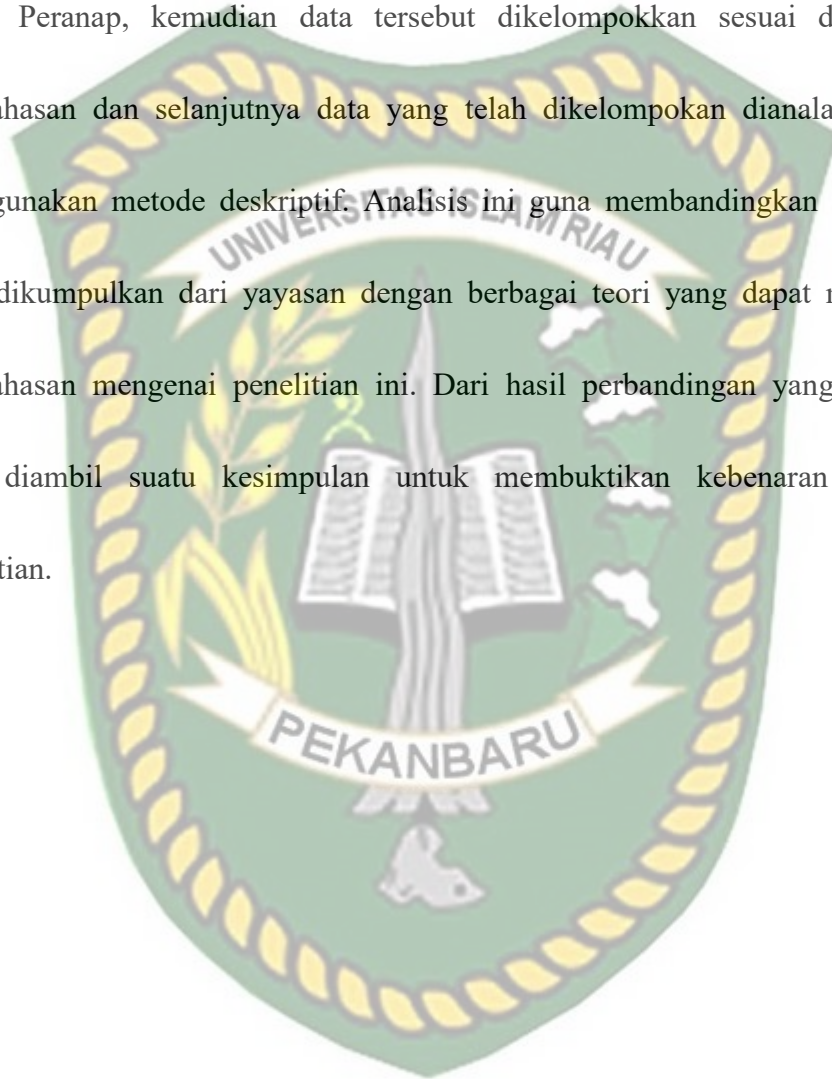 Peranap, kemudian data tersebut dikelompokkan sesuai d
ahasan dan selanjutnya data yang telah dikelompokan dianala
gunakan metode deskriptif. Analisis ini guna membandingkan
UNIVERSITAS ISLAM RIAU
dikumpulkan dari yayasan dengan berbagai teori yang dapat
ahasan mengenai penelitian ini. Dari hasil perbandingan yang
diambil suatu kesimpulan untuk membuktikan kebenaran
tian.
PEKANBARU